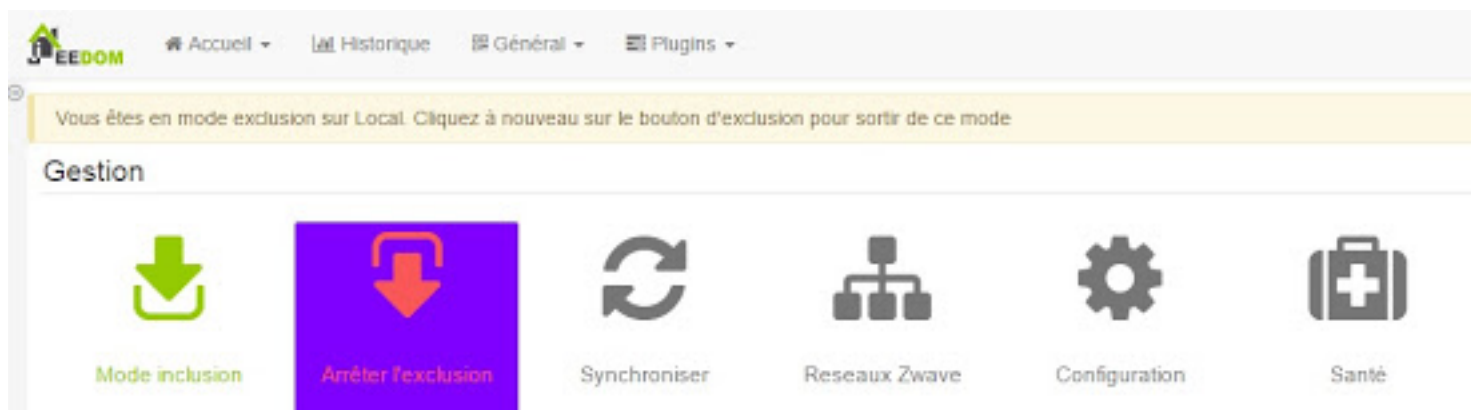 JEEDOM Accueil Historique Général Plugins
Vous êtes en mode exclusion sur Local. Cliquez à nouveau sur le bouton d'exclusion pour sortir de ce mode
Gestion
Mode inclusion Arrêter l'exclusion Synchroniser Reseaux Zwave Configuration Santé